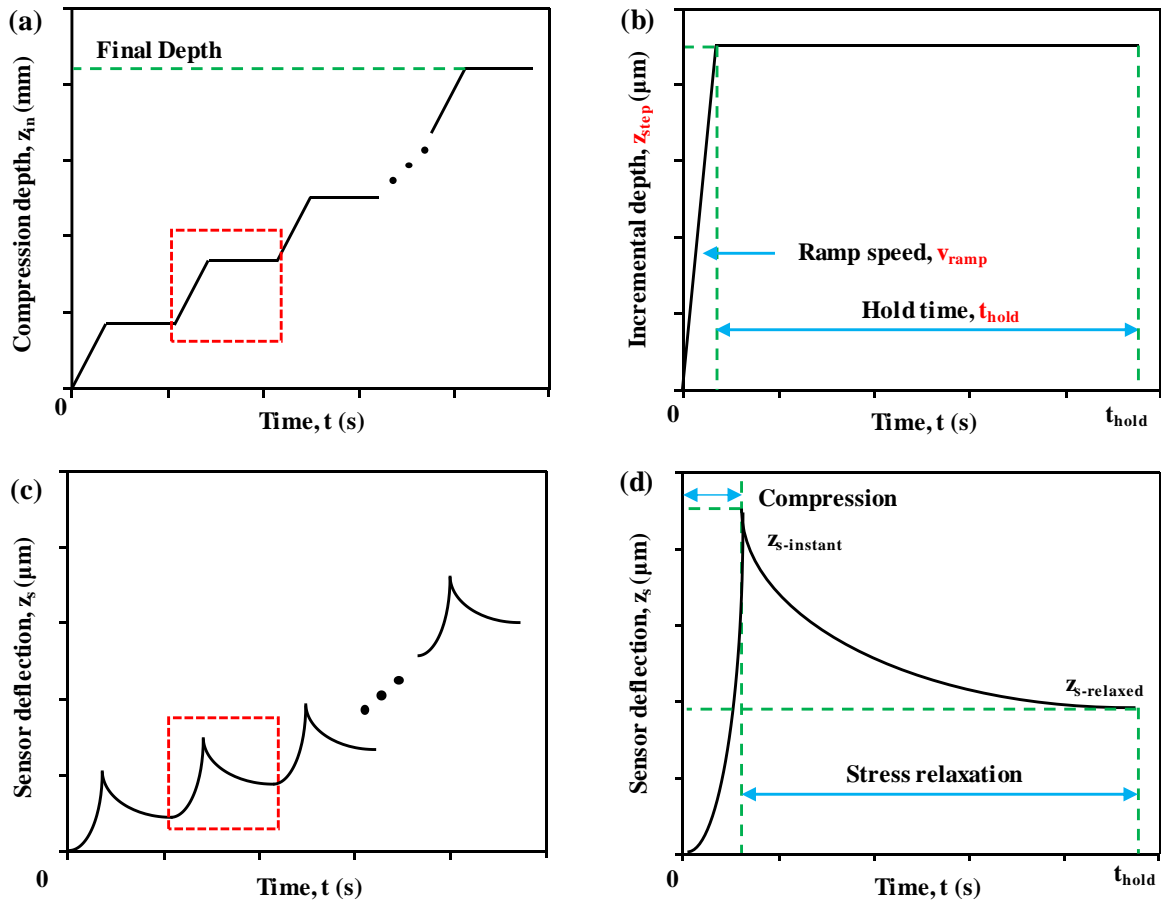 (a)
Final Depth
Compression depth, z_in (mm)
0
Time, t (s)
(b)
Incremental depth, z_step (µm)
Ramp speed, v_ramp
Hold time, t_hold
0
Time, t (s)
t_hold
(c)
Sensor deflection, z_s (µm)
0
Time, t (s)
(d)
Compression
z_s-instant
z_s-relaxed
Stress relaxation
Sensor deflection, z_s (µm)
0
Time, t (s)
t_hold